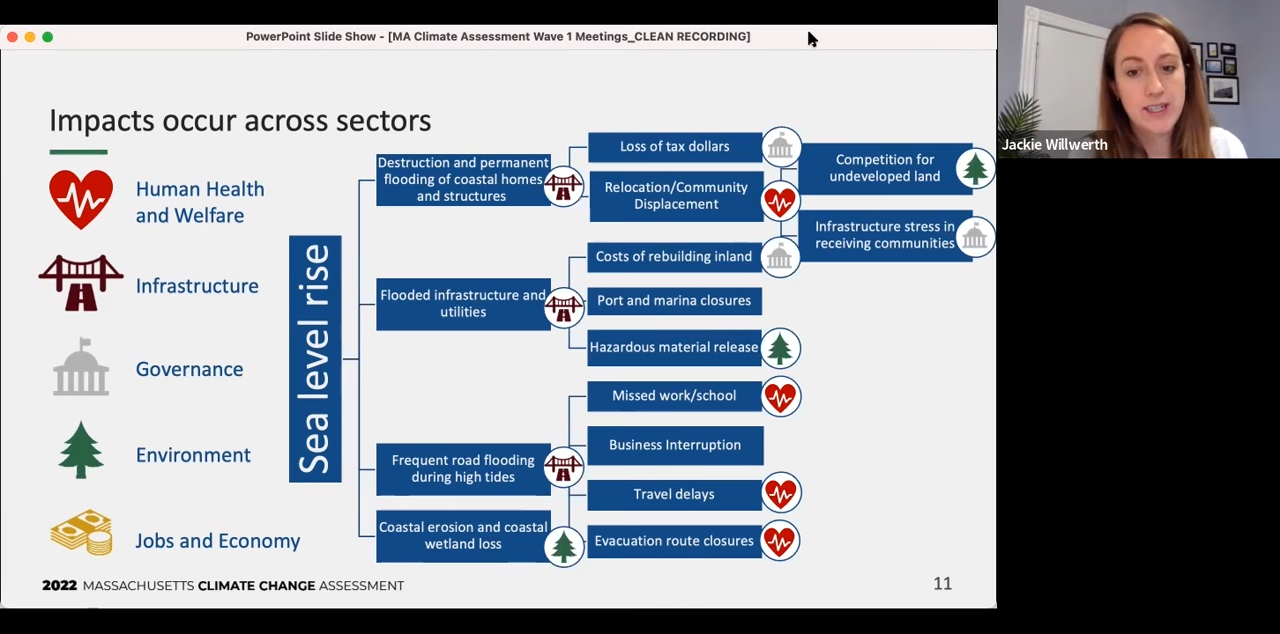 PowerPoint Slide Show - [MA Climate Assessment Wave 1 Meetings_CLEAN RECORDING]
Jackie Willwerth
Impacts occur across sectors
Human Health
and Welfare
Infrastructure
Governance
Environment
Jobs and Economy
Sea level rise
Destruction and permanent
flooding of coastal homes
and structures
Flooded infrastructure and
utilities
Frequent road flooding
during high tides
Coastal erosion and coastal
wetland loss
Loss of tax dollars
Relocation/Community
Displacement
Costs of rebuilding inland
Port and marina closures
Hazardous material release
Missed work/school
Business Interruption
Travel delays
Evacuation route closures
Competition for
undeveloped land
Infrastructure stress in
receiving communities
2022 MASSACHUSETTS CLIMATE CHANGE ASSESSMENT
11